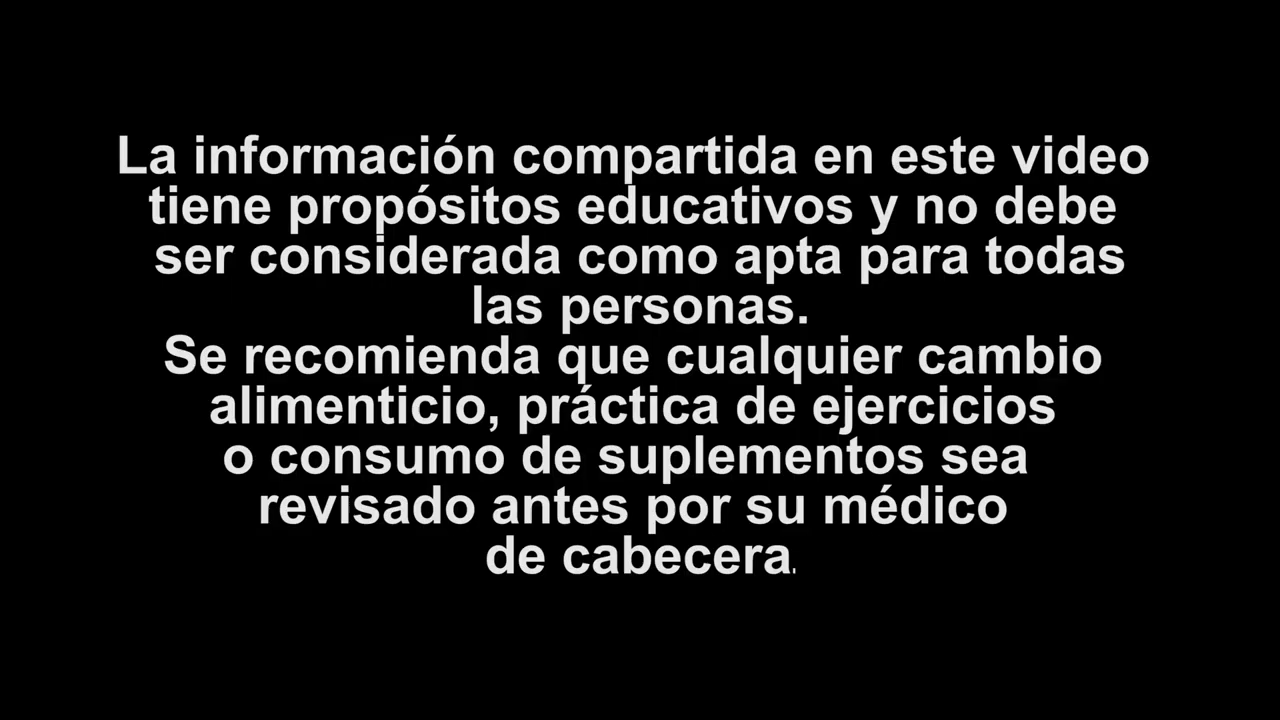 La información compartida en este video
tiene propósitos educativos y no debe
ser considerada como apta para todas
las personas.
Se recomienda que cualquier cambio
alimenticio, práctica de ejercicios
o consumo de suplementos sea
revisado antes por su médico
de cabecera.